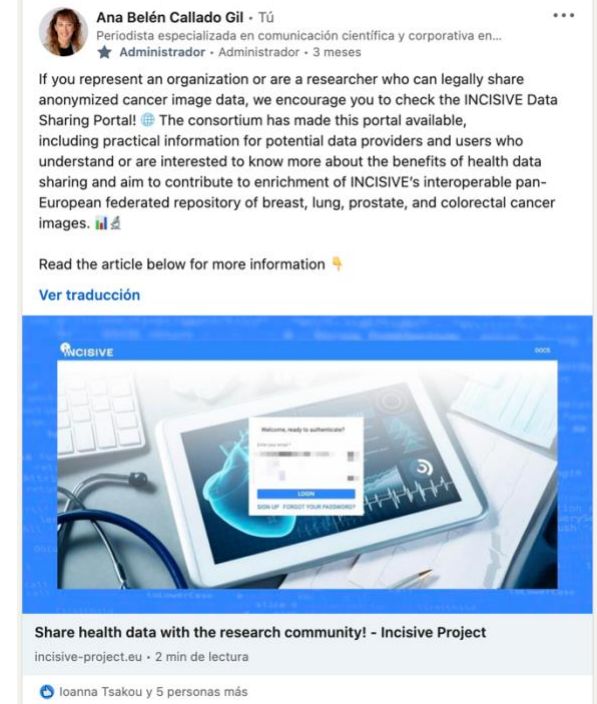 Ana Belén Callado Gil • Tú
Periodista especializada en comunicación científica y corporativa en...
Administrador • Administrador • 3 meses
If you represent an organization or are a researcher who can legally share
anonymized cancer image data, we encourage you to check the INCISIVE Data
Sharing Portal! 🌐 The consortium has made this portal available,
including practical information for potential data providers and users who
understand or are interested to know more about the benefits of health data
sharing and aim to contribute to enrichment of INCISIVE's interoperable pan-
European federated repository of breast, lung, prostate, and colorectal cancer
images. 📊🔬
Read the article below for more information 👇
Ver traducción
INCISIVE
DOCS
Welcome, ready to authenticate?
Enter your email*
LOGIN
SIGN UP FORGOT YOUR PASSWORD?
toLowerCase
Share health data with the research community! - Incisive Project
incisive-project.eu • 2 min de lectura
Ioanna Tsakou y 5 personas más